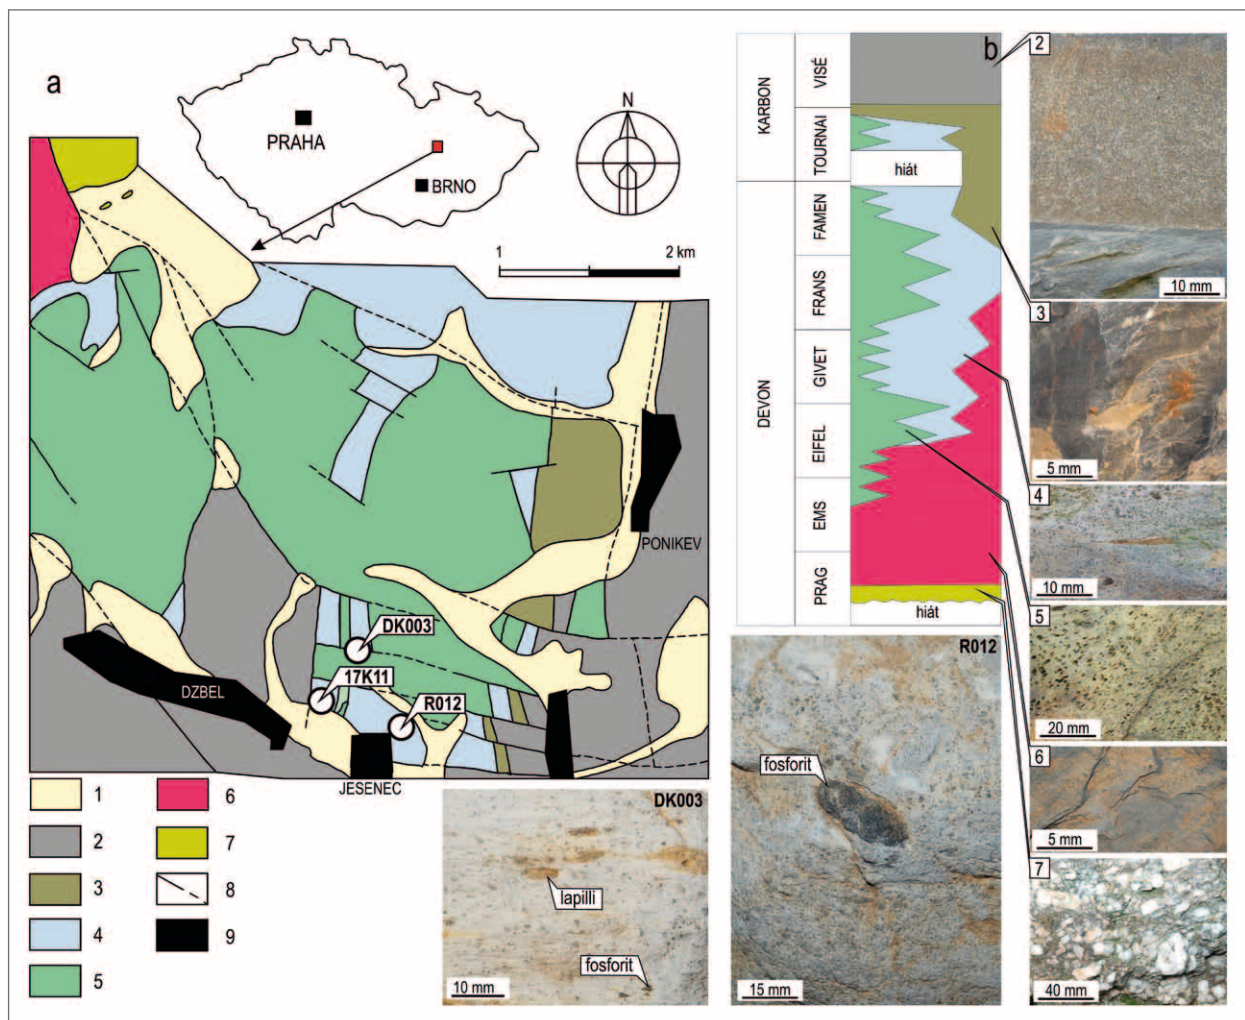 a
PRAHA
BRNO
N
1
2 km
PONIKEV
DK003
17K11
R012
DZBEL
JESENEC
1
2
3
4
5
6
7
8
9
DK003
lapilli
fosforit
10 mm
b
KARBON
DEVON
VISÉ
TOURNAI
FAMEN
FRANS
GIVET
EIFEL
EMS
PRAG
hiát
hiát
R012
fosforit
15 mm
2
10 mm
3
5 mm
4
10 mm
5
20 mm
6
5 mm
7
40 mm